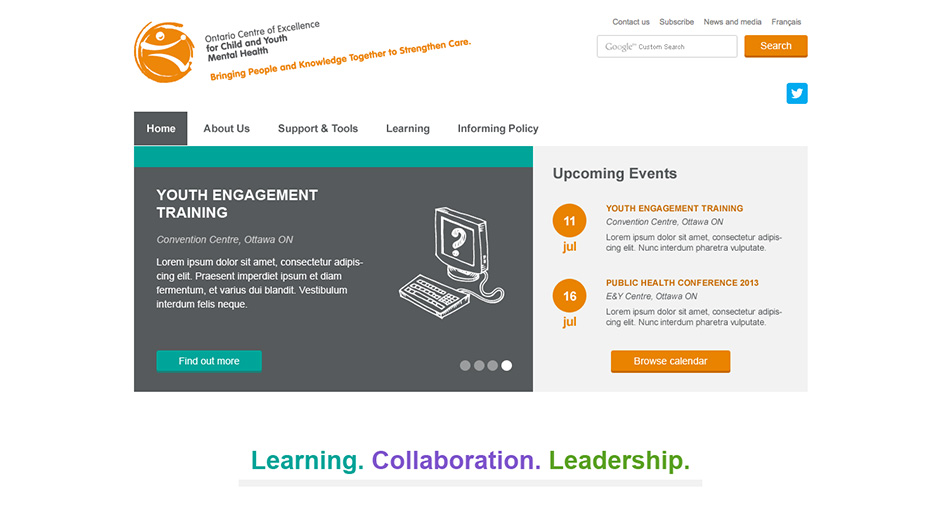 Ontario Centre of Excellence
for Child and Youth
Mental Health
Bringing People and Knowledge Together to Strengthen Care.
Contact us Subscribe News and media Français
Google™ Custom Search Search
Home About Us Support & Tools Learning Informing Policy
YOUTH ENGAGEMENT
TRAINING
Convention Centre, Ottawa ON
Lorem ipsum dolor sit amet, consectetur adipis-
cing elit. Praesent imperdiet ipsum et diam
fermentum, et varius dui blandit. Vestibulum
interdum felis neque.
Find out more
?
Upcoming Events
11
jul
YOUTH ENGAGEMENT TRAINING
Convention Centre, Ottawa ON
Lorem ipsum dolor sit amet, consectetur adipis-
cing elit. Nunc interdum pharetra vulputate.
16
jul
PUBLIC HEALTH CONFERENCE 2013
E&Y Centre, Ottawa ON
Lorem ipsum dolor sit amet, consectetur adipis-
cing elit. Nunc interdum pharetra vulputate.
Browse calendar
Learning. Collaboration. Leadership.